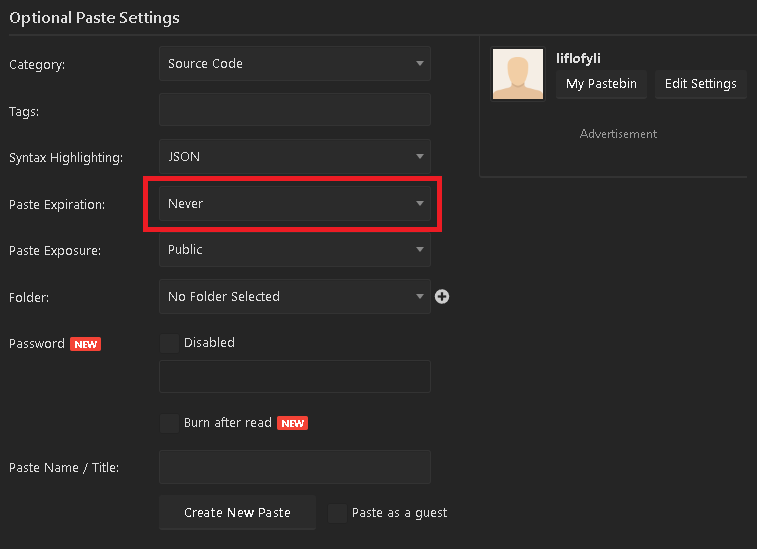 Optional Paste Settings
Category: Source Code
Tags:
Syntax Highlighting: JSON
Paste Expiration: Never
Paste Exposure: Public
Folder: No Folder Selected
Password NEW Disabled
Burn after read NEW
Paste Name / Title:
Create New Paste Paste as a guest
liflofyli
My Pastebin Edit Settings
Advertisement